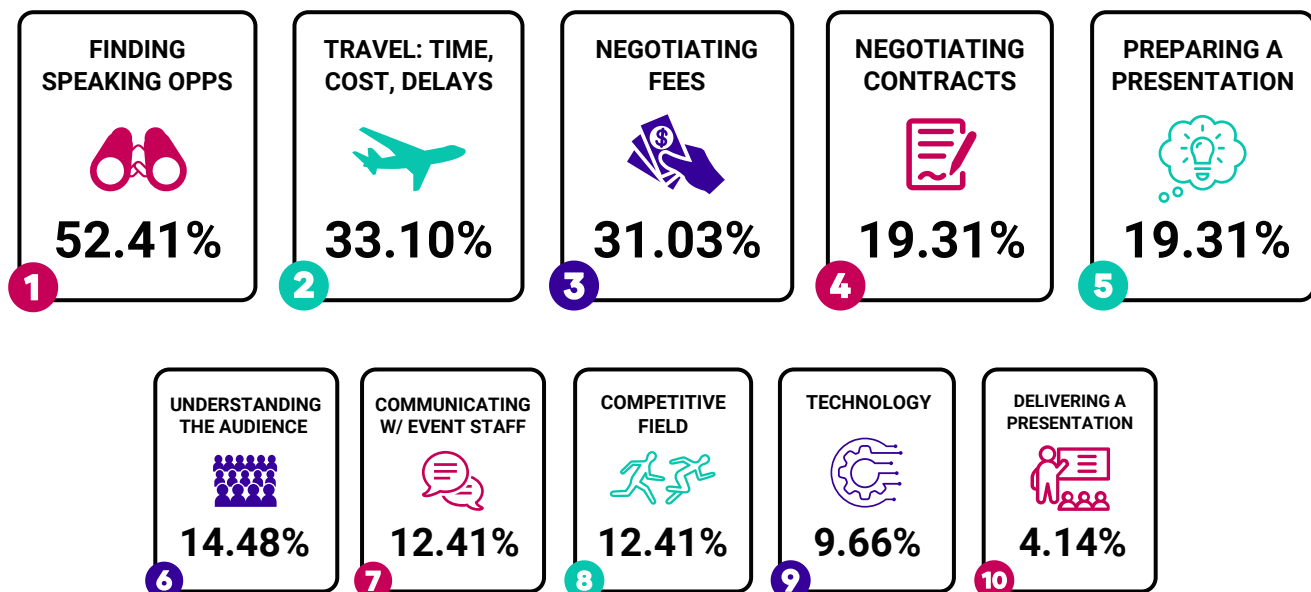 FINDING
SPEAKING OPPS
52.41%
1
TRAVEL: TIME,
COST, DELAYS
33.10%
2
NEGOTIATING
FEES
$
31.03%
3
NEGOTIATING
CONTRACTS
19.31%
4
PREPARING A
PRESENTATION
19.31%
5
UNDERSTANDING
THE AUDIENCE
14.48%
6
COMMUNICATING
W/ EVENT STAFF
12.41%
7
COMPETITIVE
FIELD
12.41%
8
TECHNOLOGY
9.66%
9
DELIVERING A
PRESENTATION
4.14%
10